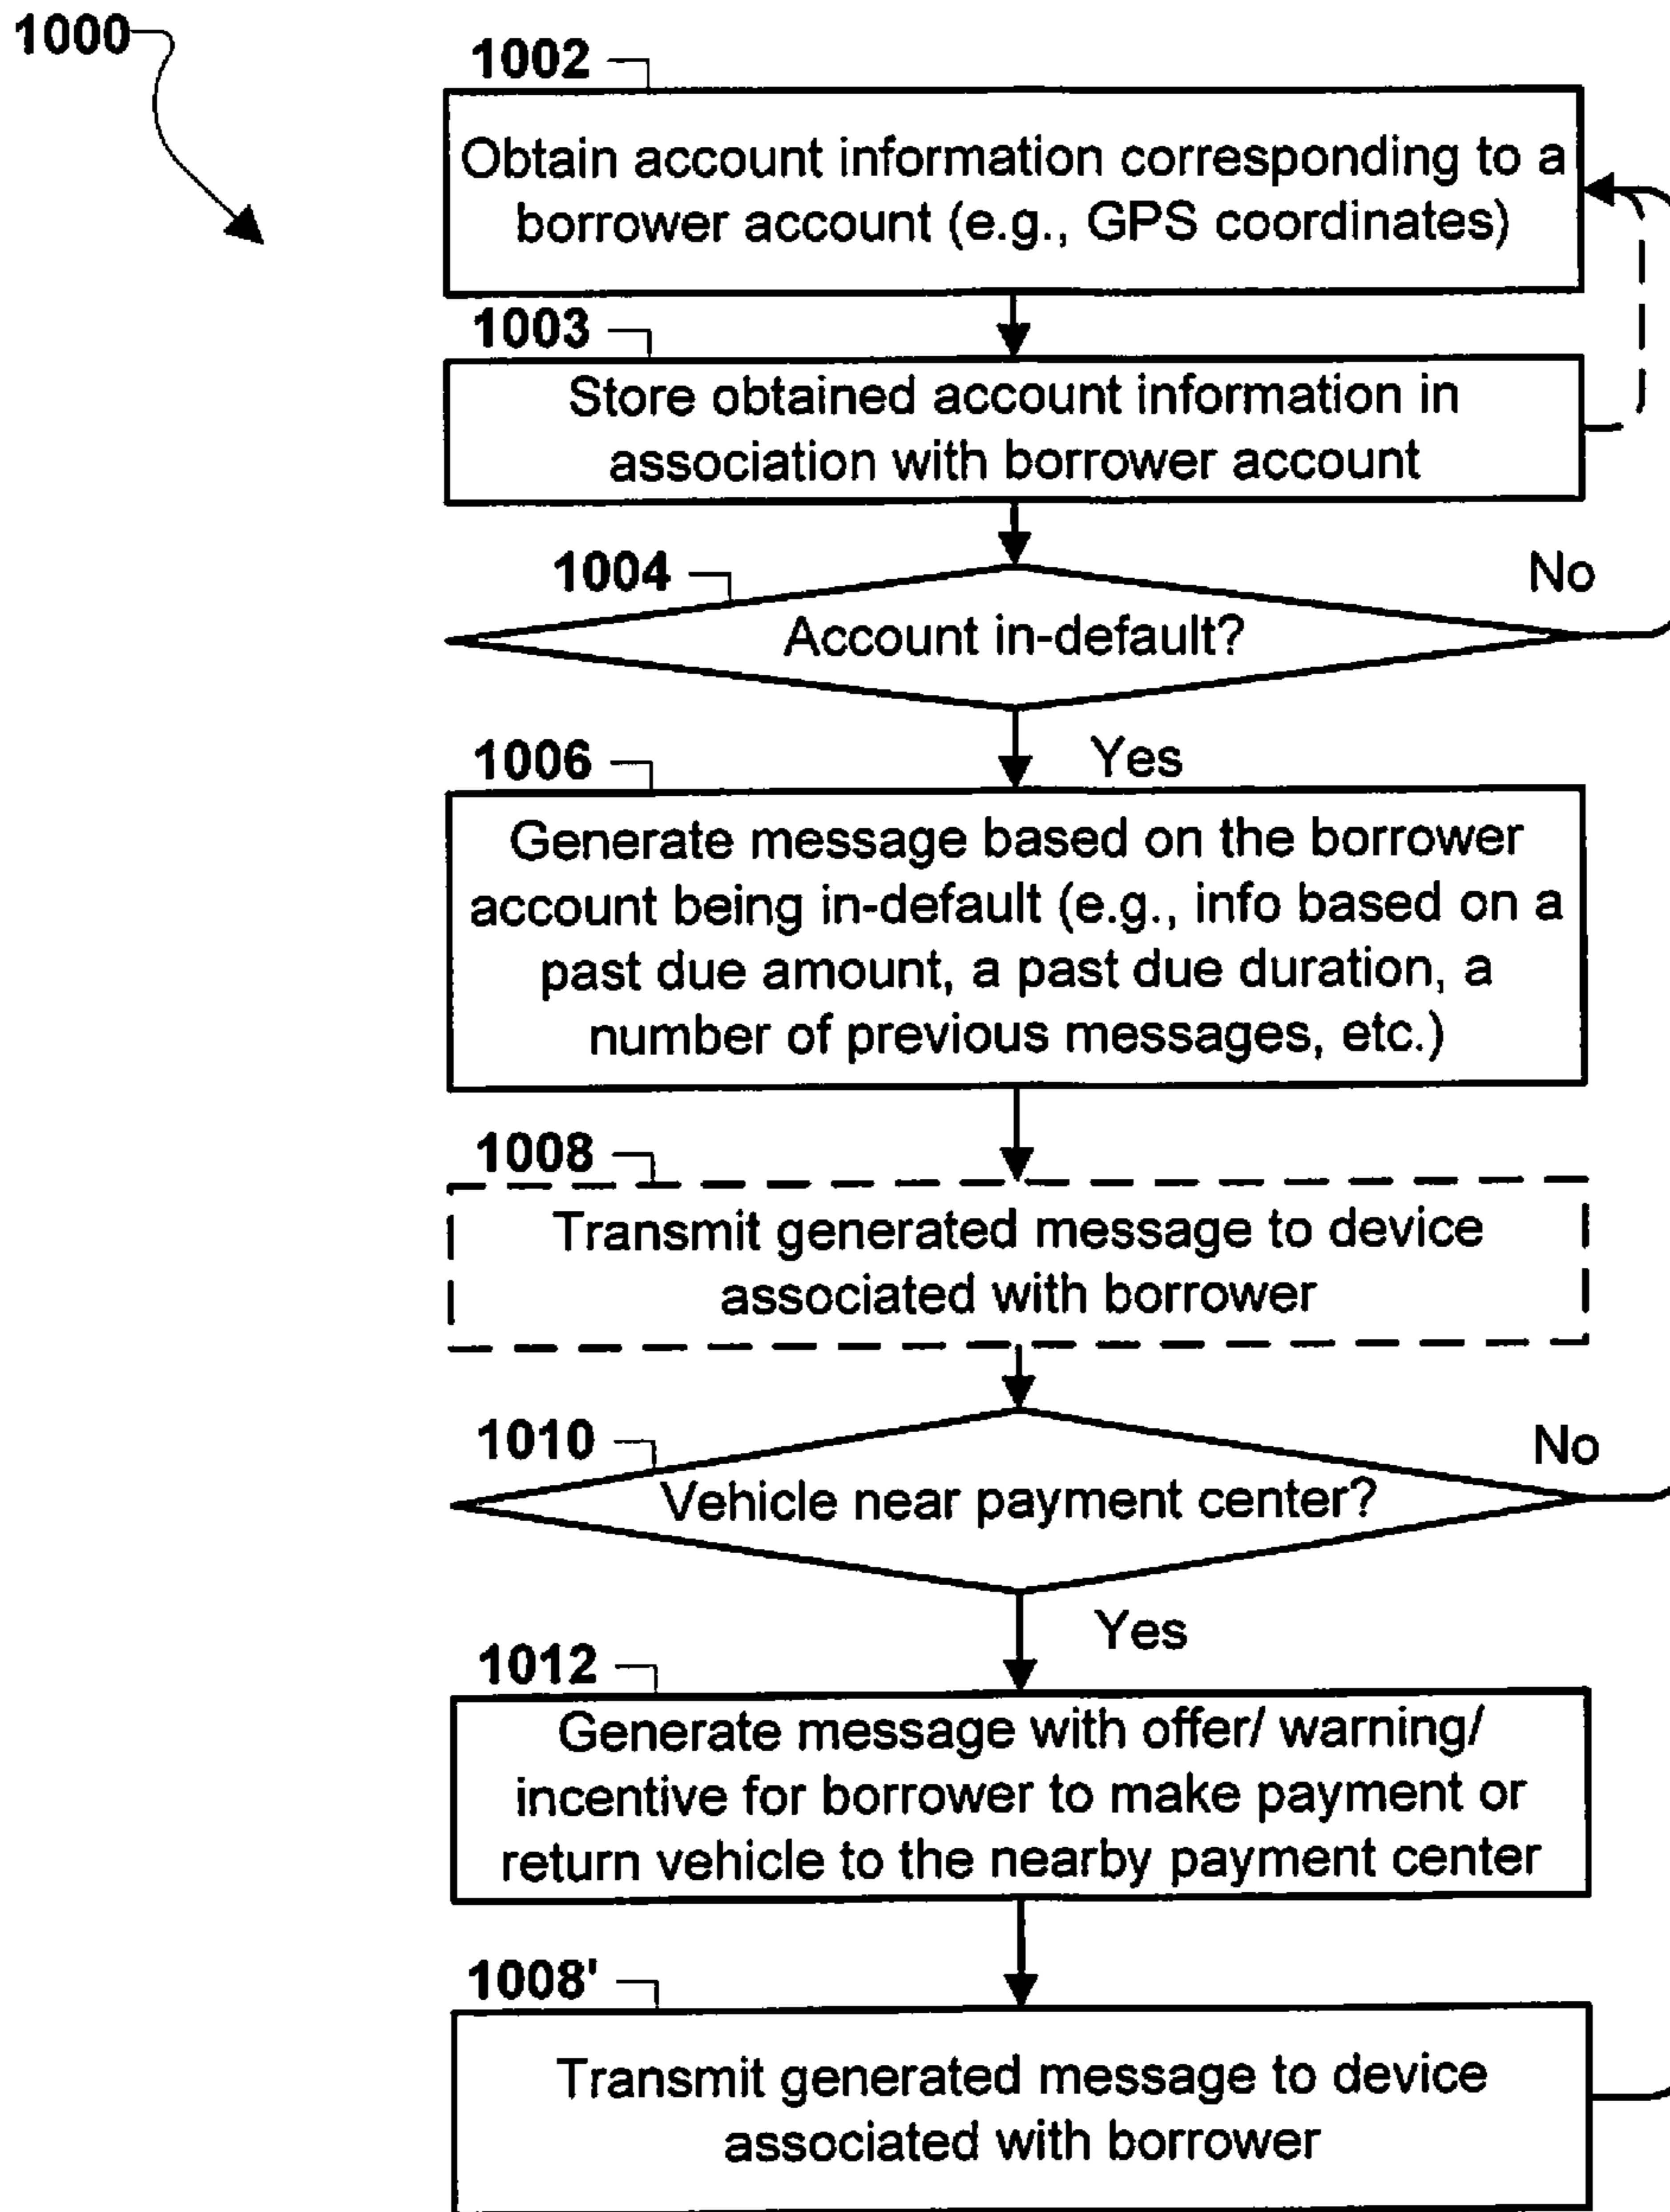 1000
1002
Obtain account information corresponding to a
borrower account (e.g., GPS coordinates)
1003
Store obtained account information in
association with borrower account
1004
No
Account in-default?
Yes
1006
Generate message based on the borrower
account being in-default (e.g., info based on a
past due amount, a past due duration, a
number of previous messages, etc.)
1008
Transmit generated message to device
associated with borrower
1010
No
Vehicle near payment center?
Yes
1012
Generate message with offer/ warning/
incentive for borrower to make payment or
return vehicle to the nearby payment center
1008'
Transmit generated message to device
associated with borrower